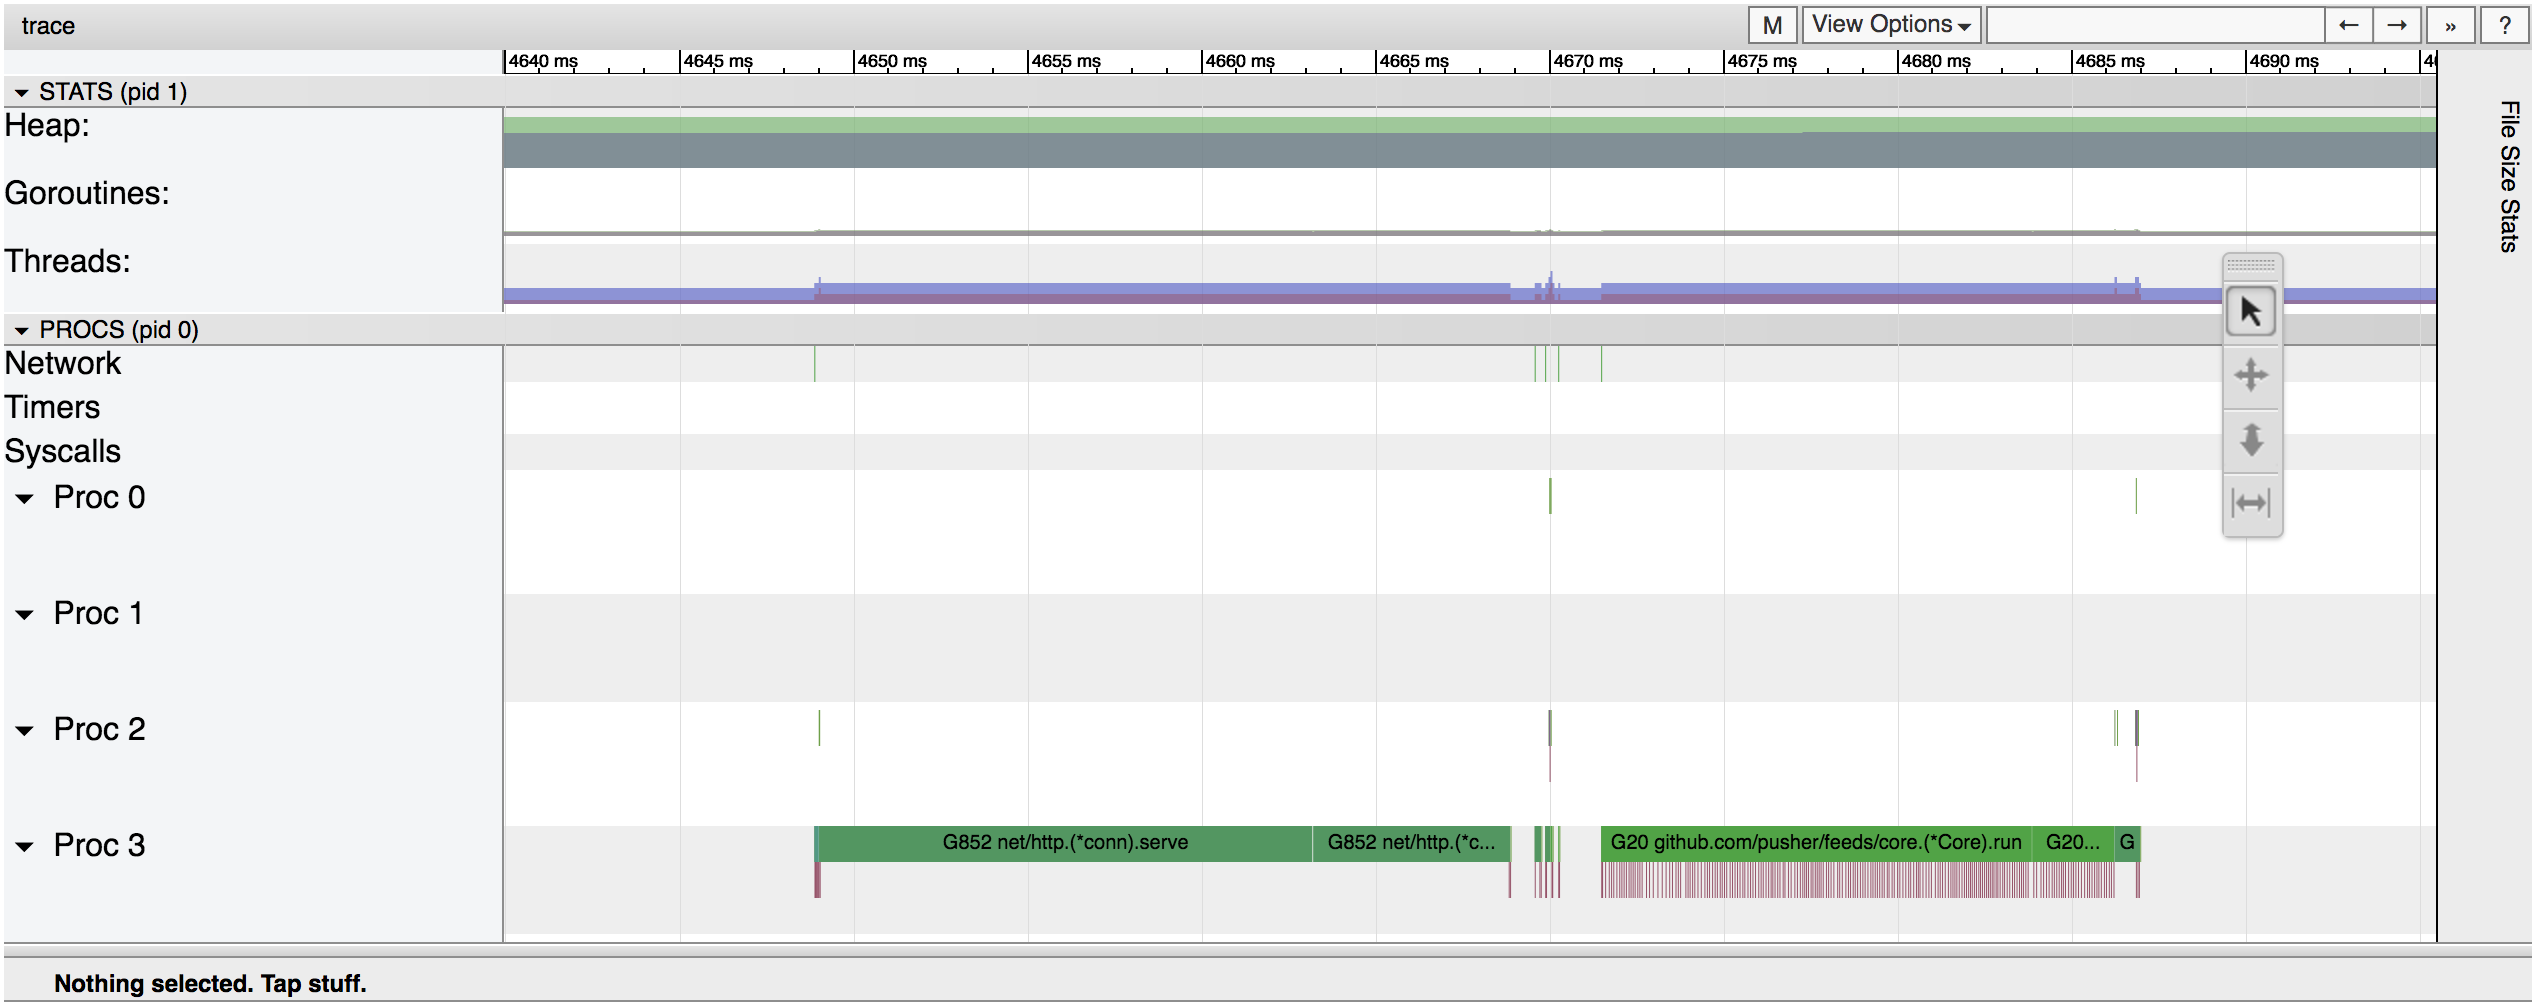 trace
M View Options ← → » ?
4640 ms 4645 ms 4650 ms 4655 ms 4660 ms 4665 ms 4670 ms 4675 ms 4680 ms 4685 ms 4690 ms
STATS (pid 1)
Heap:
Goroutines:
Threads:
PROCS (pid 0)
Network
Timers
Syscalls
Proc 0
Proc 1
Proc 2
Proc 3
G852 net/http.(*conn).serve G852 net/http.(*c... G20 github.com/pusher/feeds/core.(*Core).run G20... G
File Size Stats
Nothing selected. Tap stuff.